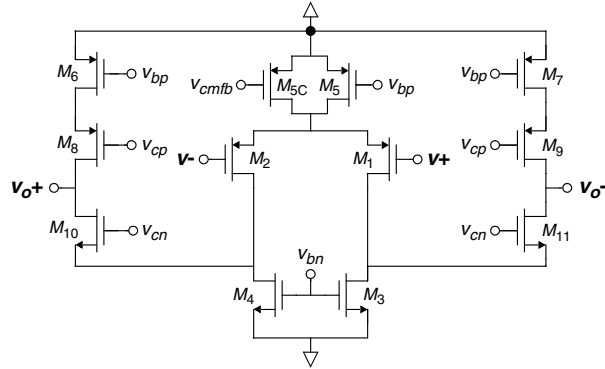 M6 vbp vcmfb M5C M5 vbp vbp M7
M8 vcp v- M2 M1 v+ vcp M9
vo+ vo-
M10 vcn vbn vcn M11
M4 M3